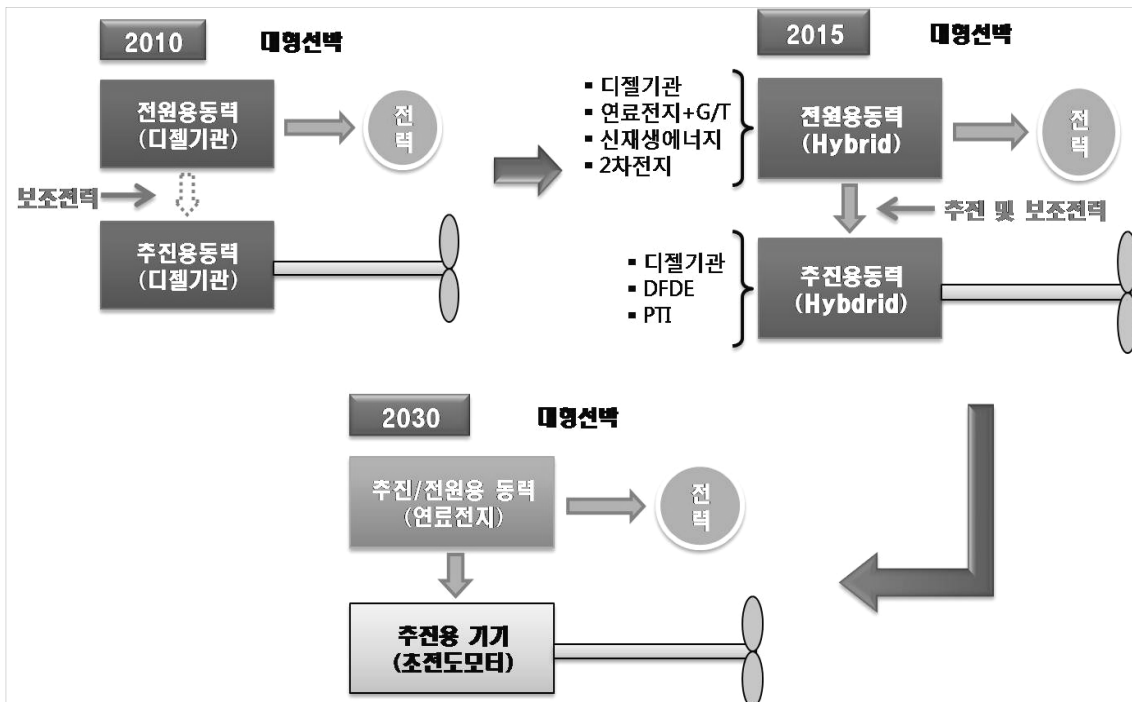 2010
대형선박
전원용동력
(디젤기관)
전
력
보조전력
추진용동력
(디젤기관)
2015
대형선박
▪ 디젤기관
▪ 연료전지+G/T
▪ 신재생에너지
▪ 2차전지
전원용동력
(Hybrid)
전
력
추진 및 보조전력
▪ 디젤기관
▪ DFDE
▪ PTI
추진용동력
(Hybdrid)
2030
대형선박
추진/전원용 동력
(연료전지)
전
력
추진용 기기
(초전도모터)